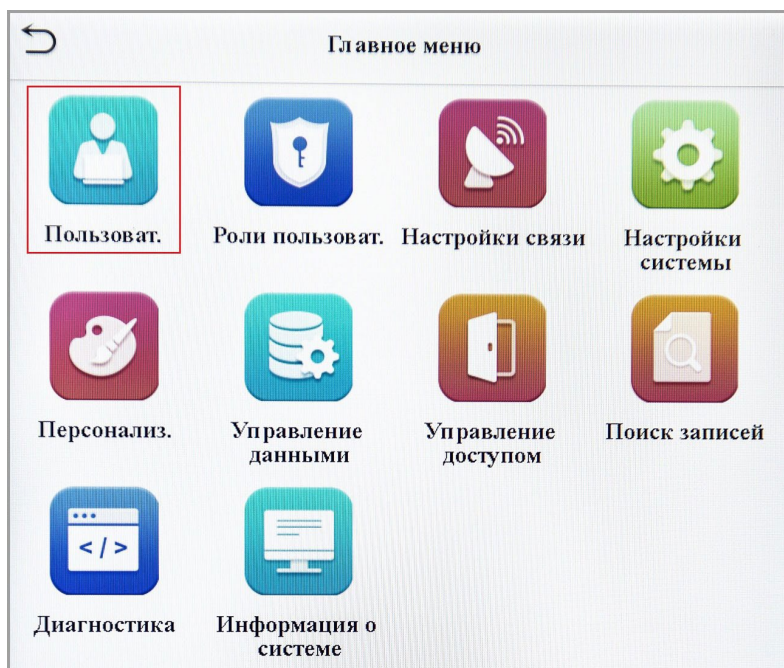 Главное меню
Пользоват.
Роли пользоват.
Настройки связи
Настройки
системы
Персонализ.
Управление
данными
Управление
доступом
Поиск записей
</>
Диагностика
Информация о
системе